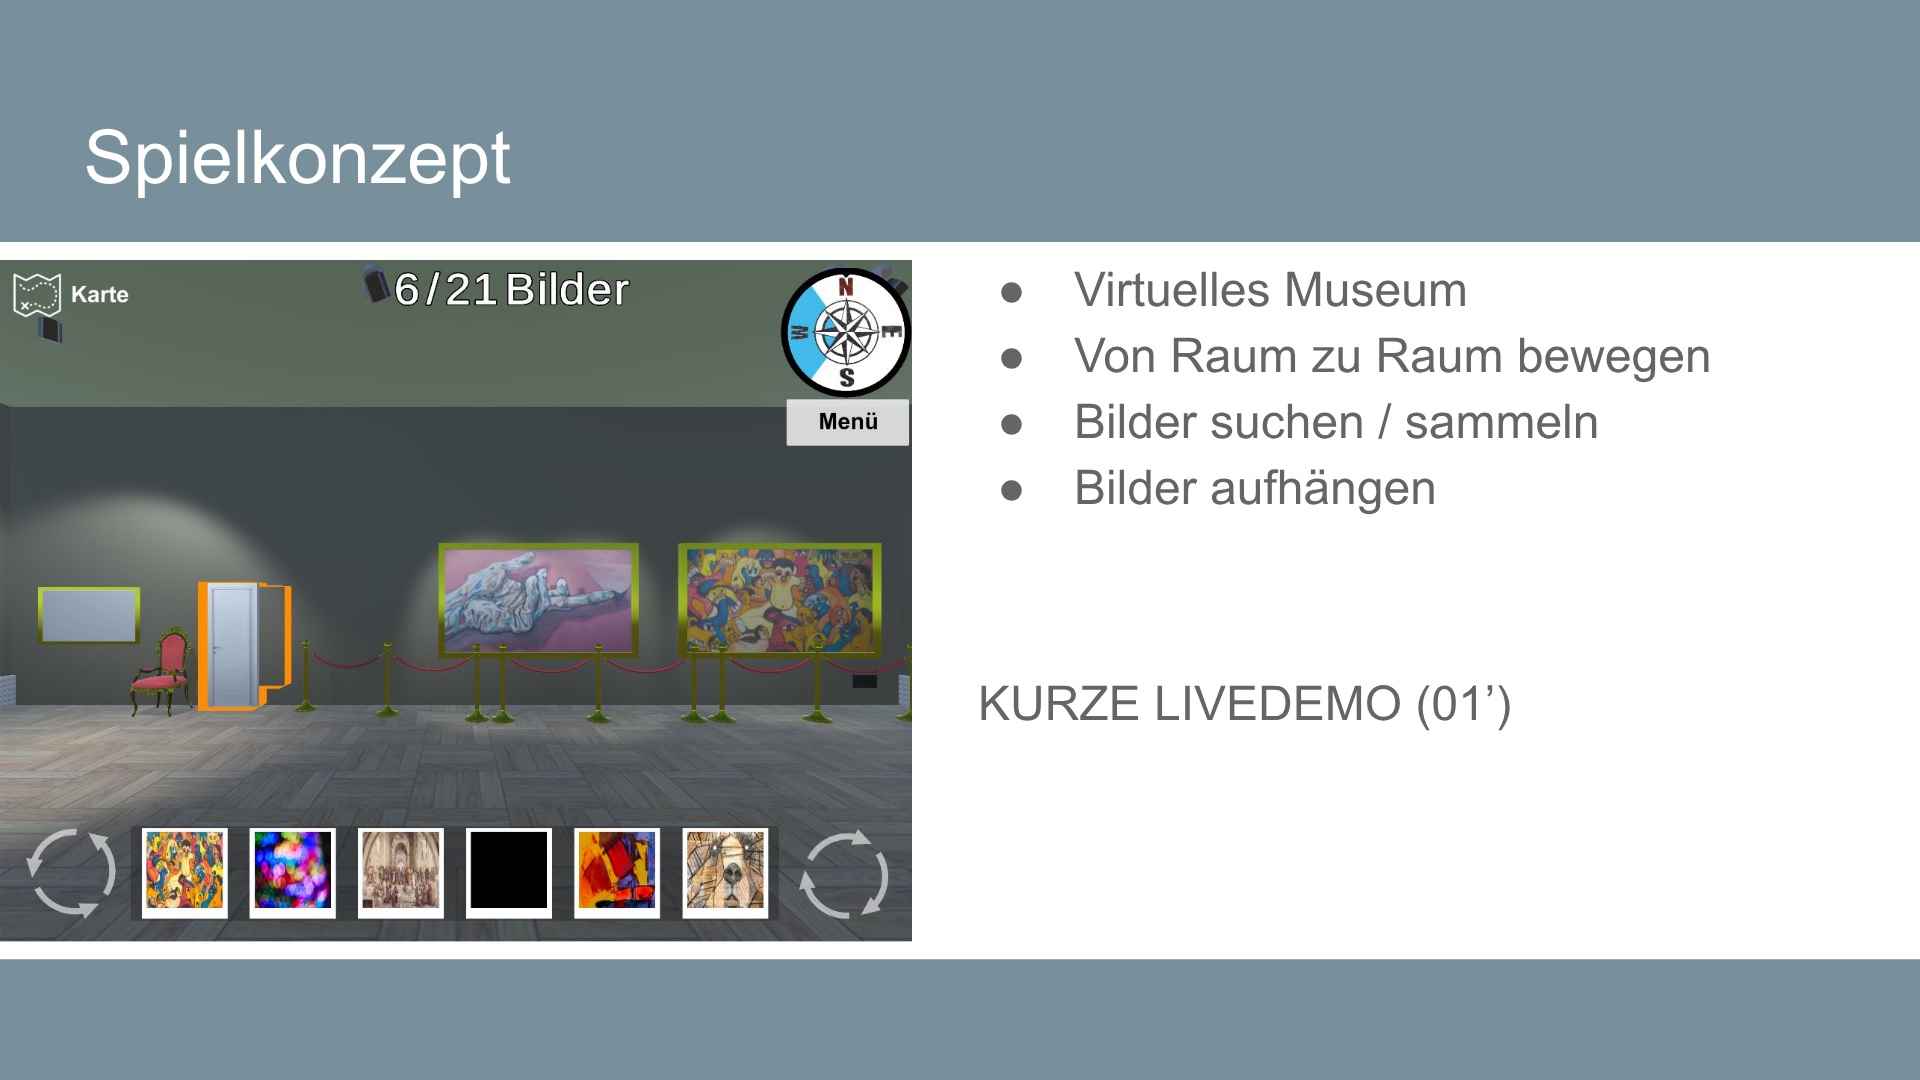 Spielkonzept
Karte
6/21 Bilder
N
W
E
S
Menü
● Virtuelles Museum
● Von Raum zu Raum bewegen
● Bilder suchen / sammeln
● Bilder aufhängen
KURZE LIVEDEMO (01’)